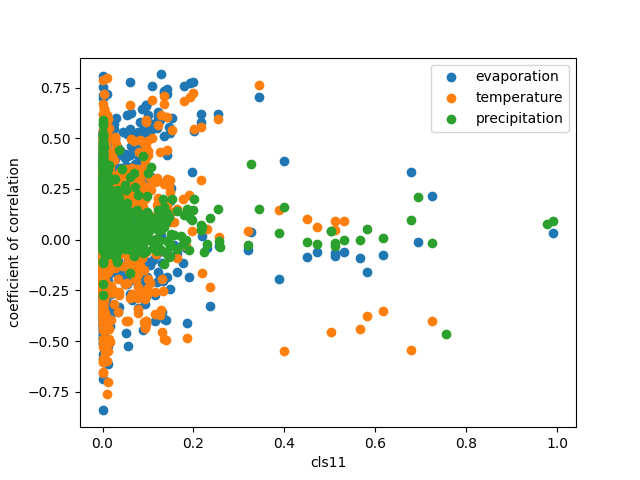 evaporation
temperature
precipitation
0.75
0.50
0.25
0.00
−0.25
−0.50
−0.75
coefficient of correlation
0.0 0.2 0.4 0.6 0.8 1.0
cls11